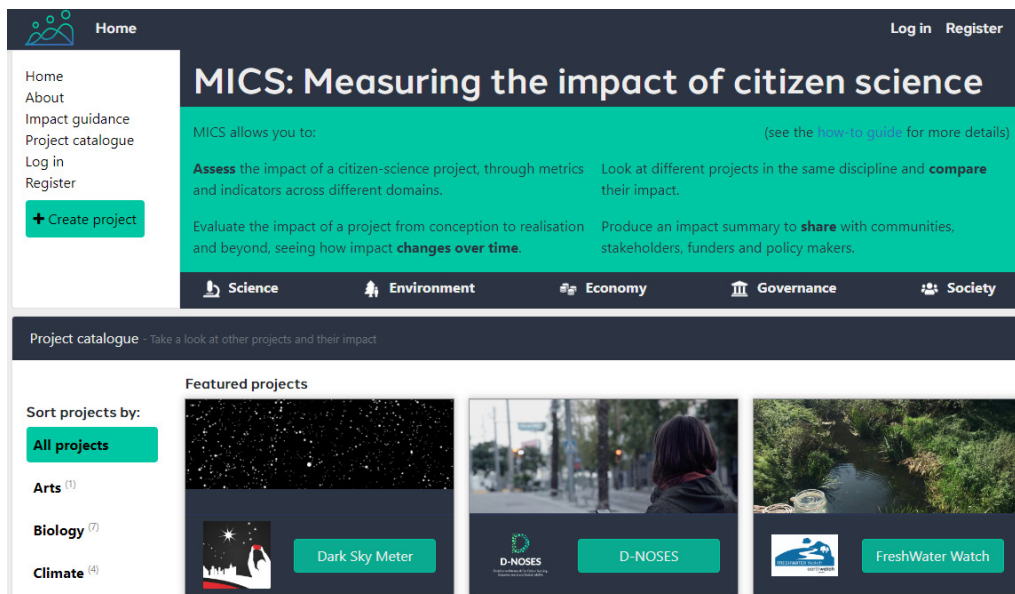 Home
Log in Register
Home
About
Impact guidance
Project catalogue
Log in
Register
+ Create project
MICS: Measuring the impact of citizen science
MICS allows you to:
(see the how-to guide for more details)
Assess the impact of a citizen-science project, through metrics
and indicators across different domains.
Evaluate the impact of a project from conception to realisation
and beyond, seeing how impact changes over time.
Look at different projects in the same discipline and compare
their impact.
Produce an impact summary to share with communities,
stakeholders, funders and policy makers.
Science Environment Economy Governance Society
Project catalogue - Take a look at other projects and their impact
Sort projects by:
All projects
Arts (1)
Biology (7)
Climate (4)
Featured projects
Dark Sky Meter
D-NOSES
D-NOSES
FRESHWATER Watch
earthwatch
FreshWater Watch